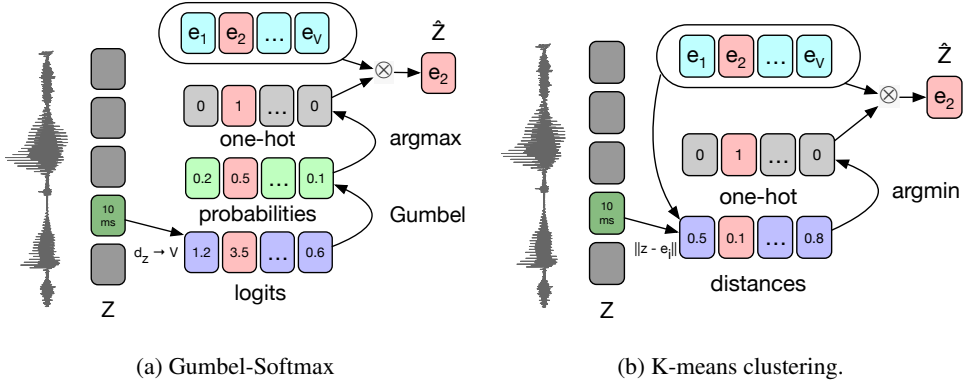 e1 e2 ... eV
Ẑ
e2
0 1 ... 0
one-hot
argmax
0.2 0.5 ... 0.1
probabilities
Gumbel
10 ms
dz → V
1.2 3.5 ... 0.6
logits
Z
(a) Gumbel-Softmax
e1 e2 ... eV
Ẑ
e2
0 1 ... 0
one-hot
argmin
10 ms
||z - ei||
0.5 0.1 ... 0.8
distances
Z
(b) K-means clustering.